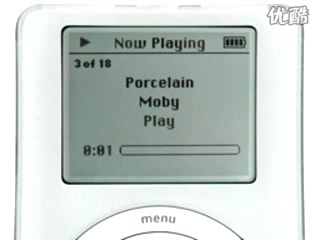 优酷
Now Playing
3 of 18
Porcelain
Moby
Play
0:01
menu